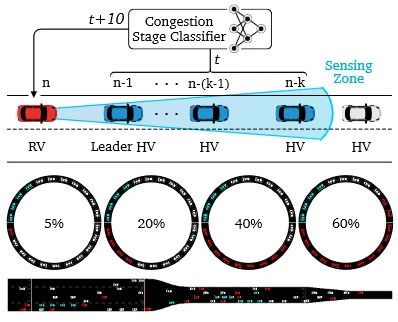 t+10
Congestion
Stage Classifier
t
Sensing
Zone
n
n-1
· · ·
n-(k-1)
n-k
RV
Leader HV
HV
HV
HV
5%
20%
40%
60%